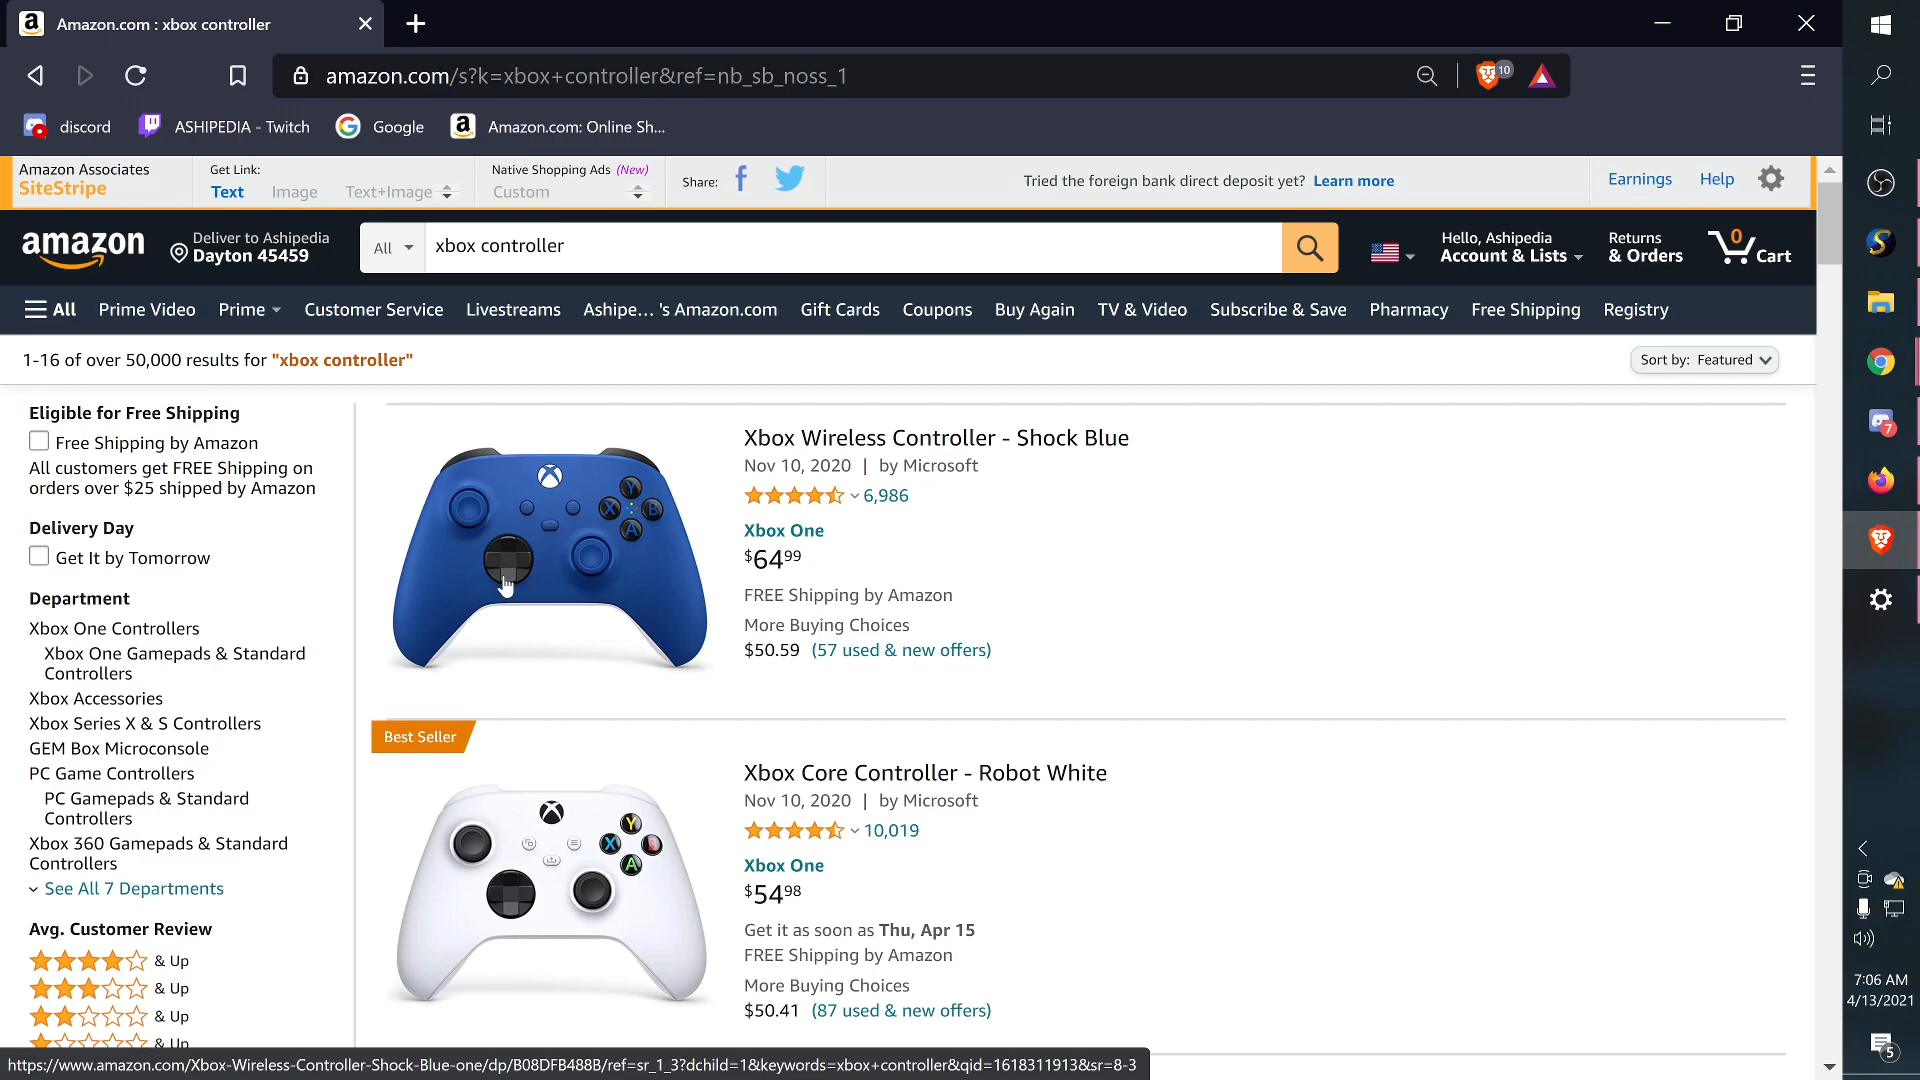 Amazon.com : xbox controller
amazon.com/s?k=xbox+controller&ref=nb_sb_noss_1
10
discord
ASHIPEDIA - Twitch
Google
Amazon.com: Online Sh...
Amazon Associates
SiteStripe
Get Link:
Text
Image
Text+Image
Native Shopping Ads (New)
Custom
Share:
Tried the foreign bank direct deposit yet? Learn more
Earnings
Help
amazon
Deliver to Ashipedia
Dayton 45459
All
xbox controller
Hello, Ashipedia
Account & Lists
Returns
& Orders
0
Cart
All
Prime Video
Prime
Customer Service
Livestreams
Ashipe... 's Amazon.com
Gift Cards
Coupons
Buy Again
TV & Video
Subscribe & Save
Pharmacy
Free Shipping
Registry
1-16 of over 50,000 results for "xbox controller"
Sort by: Featured
Eligible for Free Shipping
Free Shipping by Amazon
All customers get FREE Shipping on
orders over $25 shipped by Amazon
Delivery Day
Get It by Tomorrow
Department
Xbox One Controllers
Xbox One Gamepads & Standard
Controllers
Xbox Accessories
Xbox Series X & S Controllers
GEM Box Microconsole
PC Game Controllers
PC Gamepads & Standard
Controllers
Xbox 360 Gamepads & Standard
Controllers
See All 7 Departments
Avg. Customer Review
& Up
& Up
& Up
& Up
Y
X
B
A
Xbox Wireless Controller - Shock Blue
Nov 10, 2020 | by Microsoft
6,986
Xbox One
$64.99
FREE Shipping by Amazon
More Buying Choices
$50.59 (57 used & new offers)
Best Seller
Y
X
B
A
Xbox Core Controller - Robot White
Nov 10, 2020 | by Microsoft
10,019
Xbox One
$54.98
Get it as soon as Thu, Apr 15
FREE Shipping by Amazon
More Buying Choices
$50.41 (87 used & new offers)
https://www.amazon.com/Xbox-Wireless-Controller-Shock-Blue-one/dp/B08DFB488B/ref=sr_1_3?dchild=1&keywords=xbox+controller&qid=1618311913&sr=8-3
7
7:06 AM
4/13/2021
5